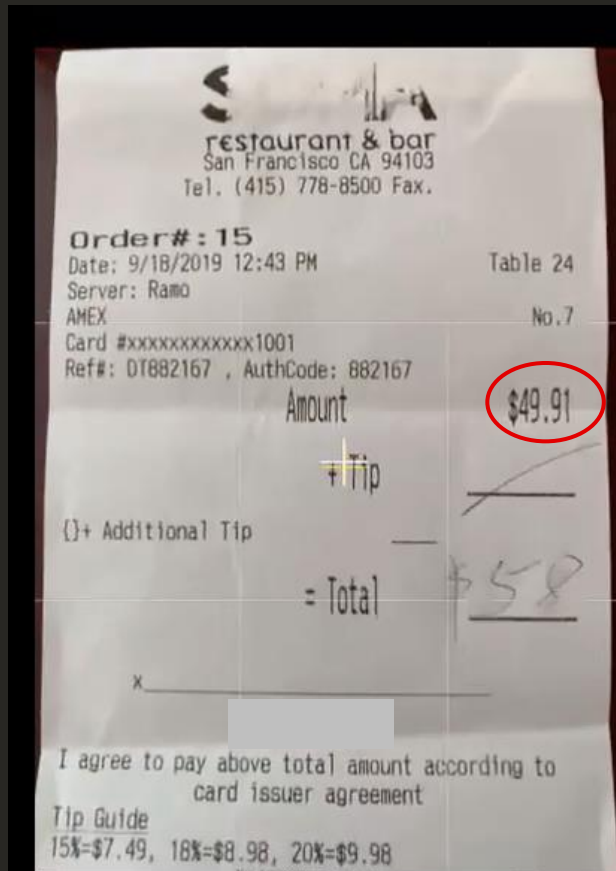 restaurant & bar
San Francisco CA 94103
Tel. (415) 778-8500 Fax.
Order#:15
Date: 9/18/2019 12:43 PM Table 24
Server: Ramo
AMEX No.7
Card #xxxxxxxxxxxx1001
Ref#: DT882167 , AuthCode: 882167
Amount $49.91
+ Tip
{}+ Additional Tip
= Total $58
x
I agree to pay above total amount according to
card issuer agreement
Tip Guide
15%=$7.49, 18%=$8.98, 20%=$9.98